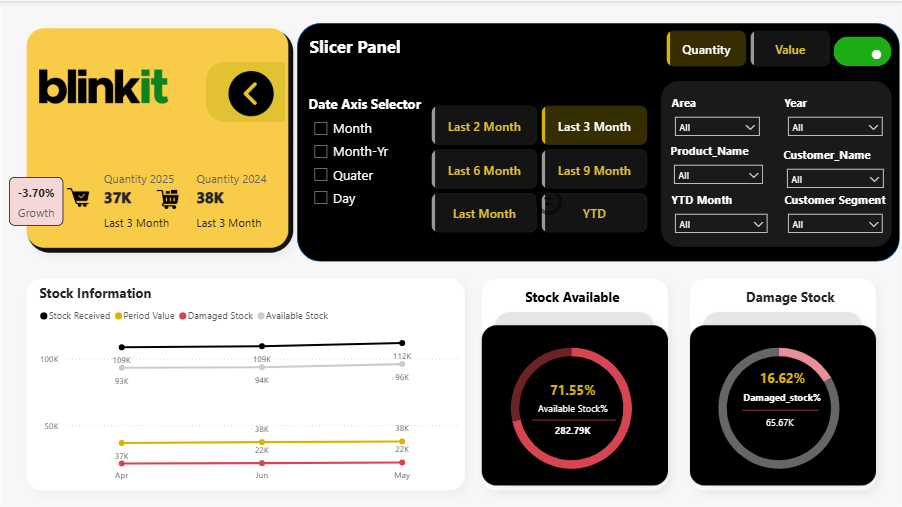 blinkit
-3.70%
Growth
Quantity 2025
37K
Last 3 Month
Quantity 2024
38K
Last 3 Month
Slicer Panel
Quantity
Value
Date Axis Selector
Month
Month-Yr
Quater
Day
Last 2 Month
Last 3 Month
Last 6 Month
Last 9 Month
Last Month
YTD
Area
All
Year
All
Product_Name
All
Customer_Name
All
YTD Month
All
Customer Segment
All
Stock Information
Stock Received Period Value Damaged Stock Available Stock
100K
50K
109K
109K
112K
93K
94K
96K
37K
38K
38K
22K
22K
Apr
Jun
May
Stock Available
71.55%
Available Stock%
282.79K
Damage Stock
16.62%
Damaged_stock%
65.67K